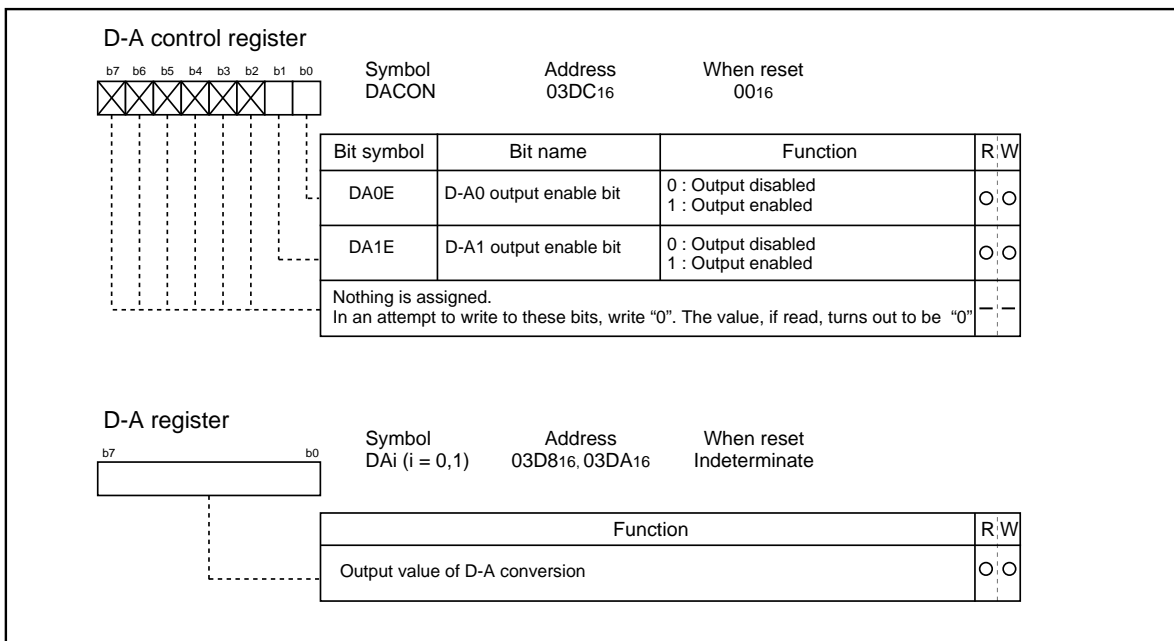 D-A control register
b7 b6 b5 b4 b3 b2 b1 b0
Symbol Address When reset
DACON 03DC16 0016
Bit symbol Bit name Function R W
DA0E D-A0 output enable bit 0 : Output disabled
1 : Output enabled
DA1E D-A1 output enable bit 0 : Output disabled
1 : Output enabled
Nothing is assigned.
In an attempt to write to these bits, write “0”. The value, if read, turns out to be “0”
D-A register
b7 b0
Symbol Address When reset
DAi (i = 0,1) 03D816, 03DA16 Indeterminate
Function R W
Output value of D-A conversion